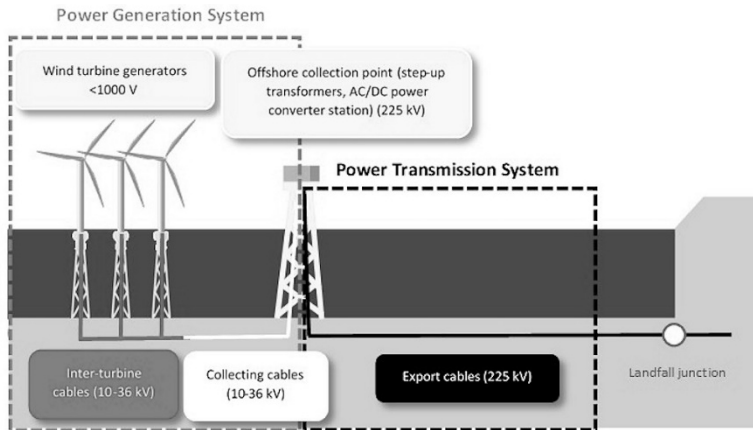 Power Generation System
Wind turbine generators
<1000 V
Offshore collection point (step-up
transformers, AC/DC power
converter station) (225 kV)
Power Transmission System
Inter-turbine
cables (10-36 kV)
Collecting cables
(10-36 kV)
Export cables (225 kV)
Landfall junction